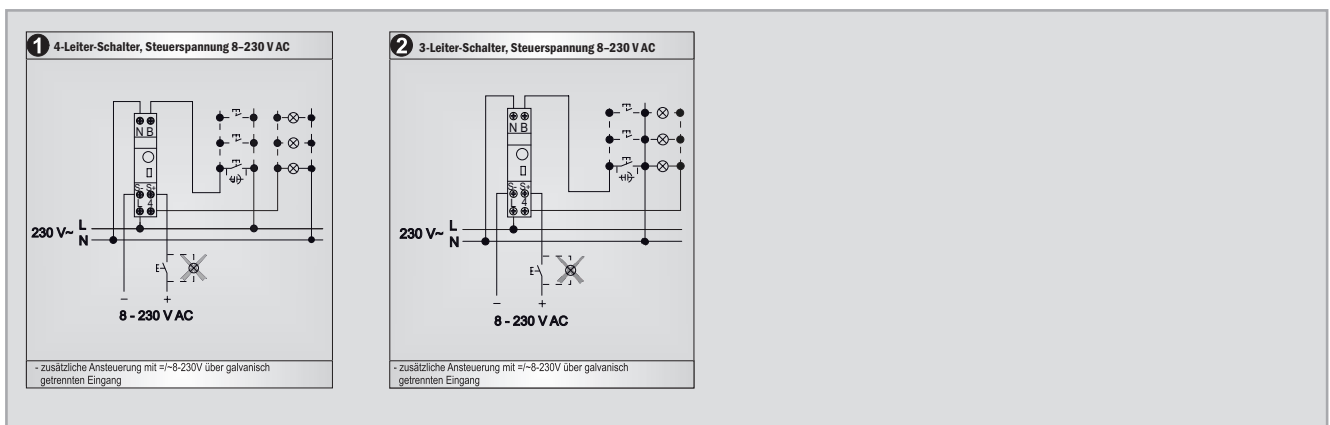 1 4-Leiter-Schalter, Steuerspannung 8–230 V AC
N B
S- S+
L 4
230 V~ L
N
E
- +
8 - 230 V AC
- zusätzliche Ansteuerung mit =/~8-230V über galvanisch
getrennten Eingang
2 3-Leiter-Schalter, Steuerspannung 8–230 V AC
N B
S- S+
L 4
230 V~ L
N
E
- +
8 - 230 V AC
- zusätzliche Ansteuerung mit =/~8-230V über galvanisch
getrennten Eingang